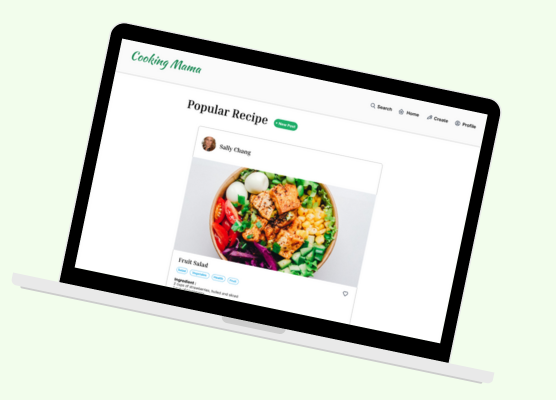 Cooking Mama
Search
Home
Create
Profile
Popular Recipe
+ New Post
Sally Chang
Fruit Salad
Ingredient :
2 cups of strawberries, hulled and sliced